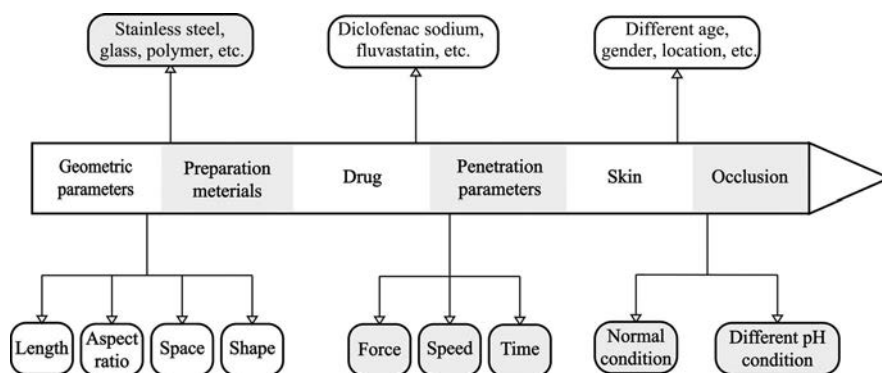 Stainless steel,
glass, polymer, etc.
Diclofenac sodium,
fluvastatin, etc.
Different age,
gender, location, etc.
Geometric
parameters
Preparation
meterials
Drug
Penetration
parameters
Skin
Occlusion
Length
Aspect
ratio
Space
Shape
Force
Speed
Time
Normal
condition
Different pH
condition